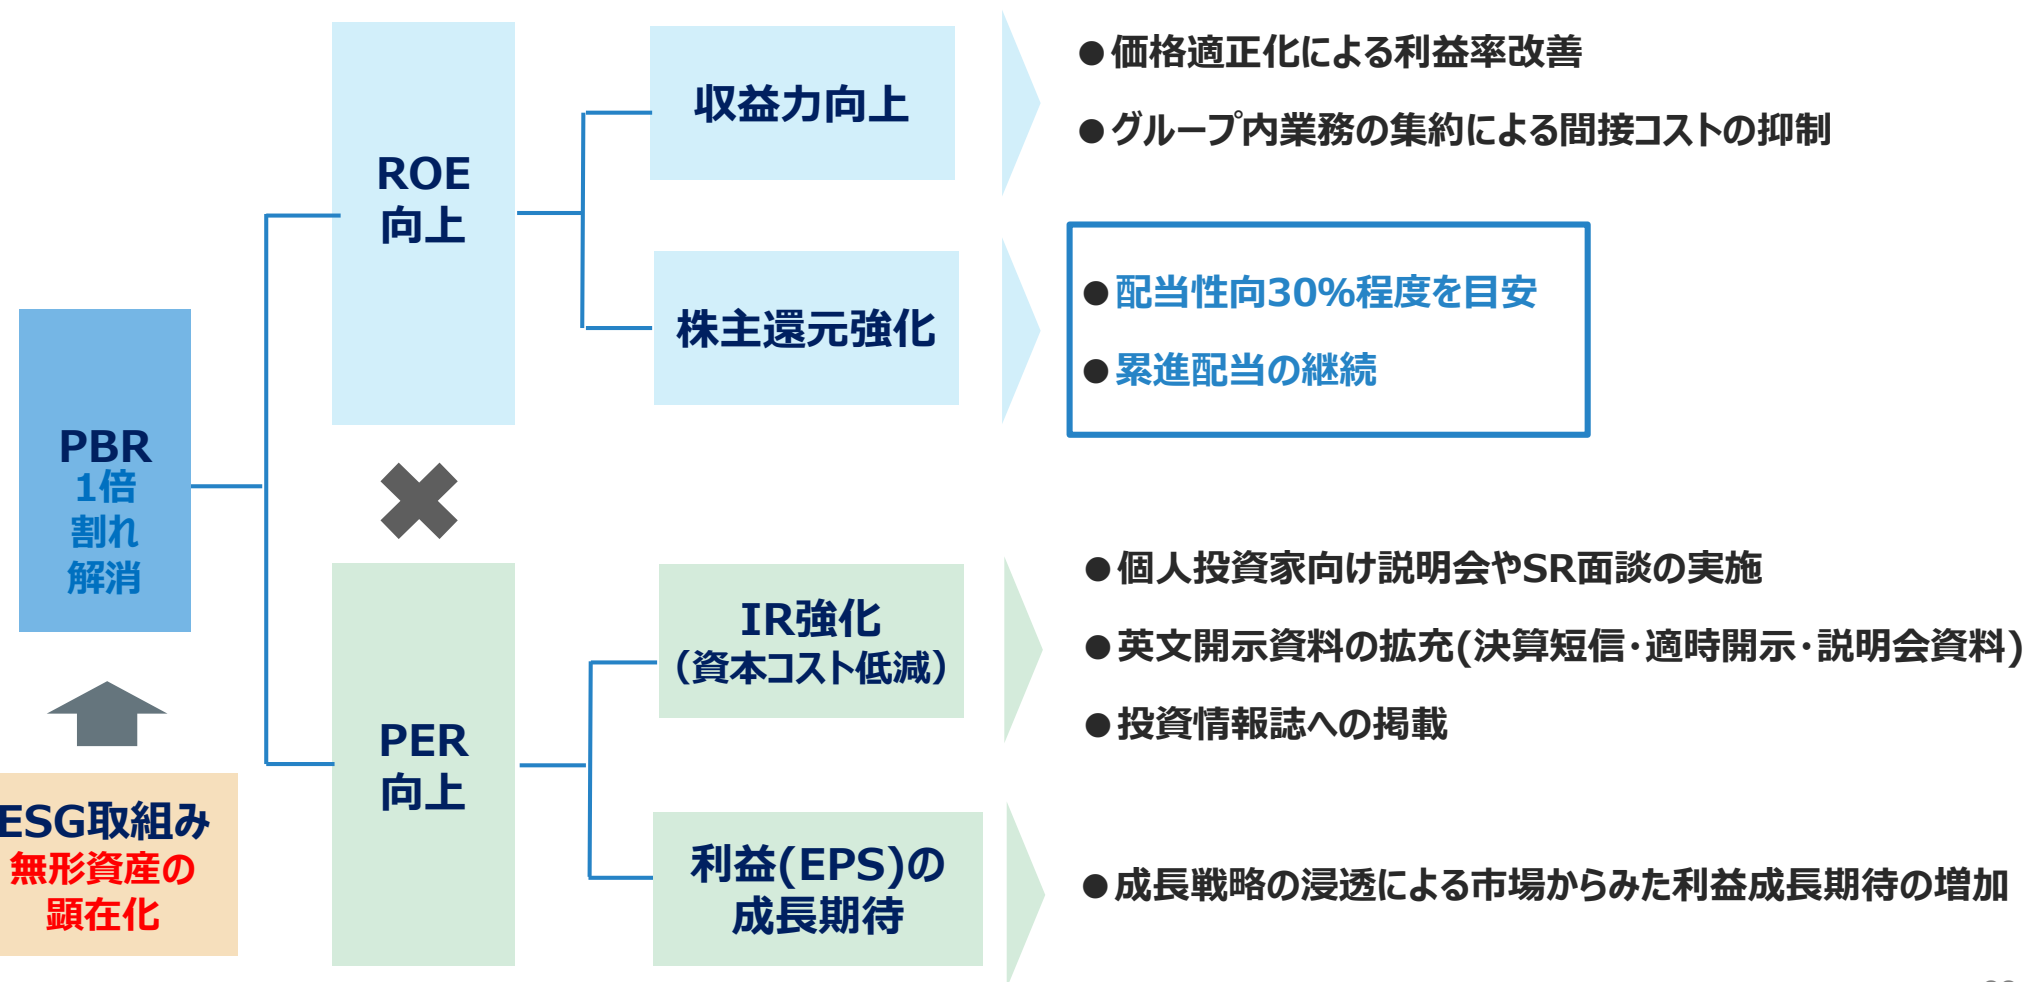 PBR
1倍
割れ
解消
ESG取組み
無形資産の
顕在化
ROE
向上
収益力向上
●価格適正化による利益率改善
●グループ内業務の集約による間接コストの抑制
株主還元強化
●配当性向30%程度を目安
●累進配当の継続
PER
向上
IR強化
（資本コスト低減）
●個人投資家向け説明会やSR面談の実施
●英文開示資料の拡充(決算短信・適時開示・説明会資料)
●投資情報誌への掲載
利益(EPS)の
成長期待
●成長戦略の浸透による市場からみた利益成長期待の増加